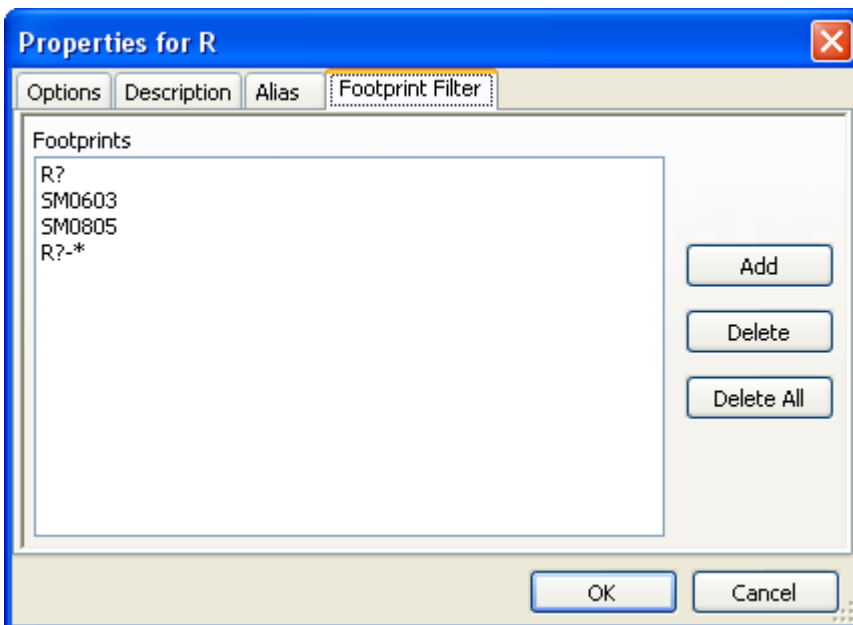 Properties for R
Options Description Alias Footprint Filter
Footprints
R?
SM0603
SM0805
R?-*
Add
Delete
Delete All
OK Cancel